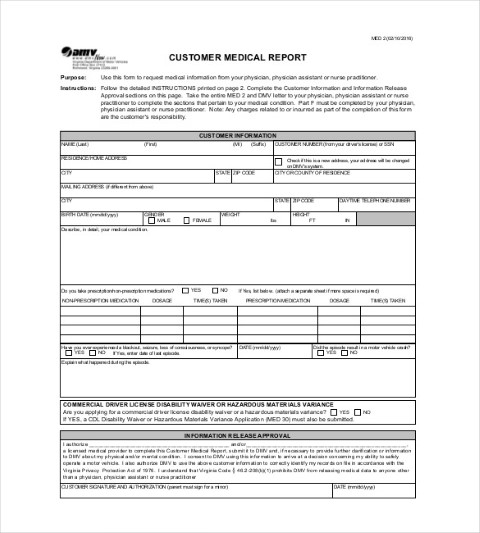 MED 2 (02/10/2016)
DMV
CUSTOMER MEDICAL REPORT
Purpose: Use this form to request medical information from your physician, physician assistant or nurse practitioner.
Instructions: Follow the detailed INSTRUCTIONS printed on page 2. Complete the Customer Information and Information Release
Approval sections on this page. Take the entire MED 2 and DMV letter to your physician, physician assistant or nurse
practitioner to complete the sections that pertain to your medical condition. Part F must be completed by your physician,
physician assistant or nurse practitioner. Note: Any charges related to or incurred as part of the completion of this form
are the customer's responsibility.
CUSTOMER INFORMATION
NAME (Last) (First) (MI) (Suffix) CUSTOMER NUMBER (from your driver's license) or SSN
RESIDENCE/HOME ADDRESS Check if this is a new address, your address will be changed
on DMV's system.
CITY STATE ZIP CODE CITY OR COUNTY OF RESIDENCE
MAILING ADDRESS (if different from above)
CITY STATE ZIP CODE DAYTIME TELEPHONE NUMBER
BIRTH DATE (mm/dd/yyyy) GENDER WEIGHT HEIGHT
MALE FEMALE lbs FT IN
Describe, in detail, your medical condition.
Do you take prescription/non-prescription medications? YES NO If Yes, list below. (attach a separate sheet if more space is required)
NON-PRESCRIPTION MEDICATION DOSAGE TIME(S) TAKEN PRESCRIPTION MEDICATION DOSAGE TIME(S) TAKEN
Have you ever experienced a blackout, seizure, loss of consciousness, or syncope? DATE (mm/dd/yyyy) Did the episode result in a motor vehicle crash?
YES NO If Yes, enter date of last episode. YES NO
Explain what happened during the episode.
COMMERCIAL DRIVER LICENSE DISABILITY WAIVER OR HAZARDOUS MATERIALS VARIANCE
Are you applying for a commercial driver license disability waiver or a hazardous materials variance? YES NO
If YES, a CDL Disability Waiver or Hazardous Materials Variance Application (MED 30) must also be submitted.
INFORMATION RELEASE APPROVAL
I authorize and/or
a licensed medical provider to complete this Customer Medical Report, submit it to DMV and, if necessary to provide further clarification or information
to DMV about my physical and/or mental condition. I consent to DMV using this information to arrive at a decision concerning my ability to safely
operate a motor vehicle. I also authorize DMV to use the above customer information to correctly identify my records on file in accordance with the
Virginia Privacy Protection Act of 1976. I understand that Virginia Code § 46.2-208(b)(1) prohibits DMV from releasing medical data to anyone other
than a physician, physician assistant or nurse practitioner
CUSTOMER SIGNATURE AND AUTHORIZATION (parent must sign for a minor) DATE (mm/dd/yyyy)